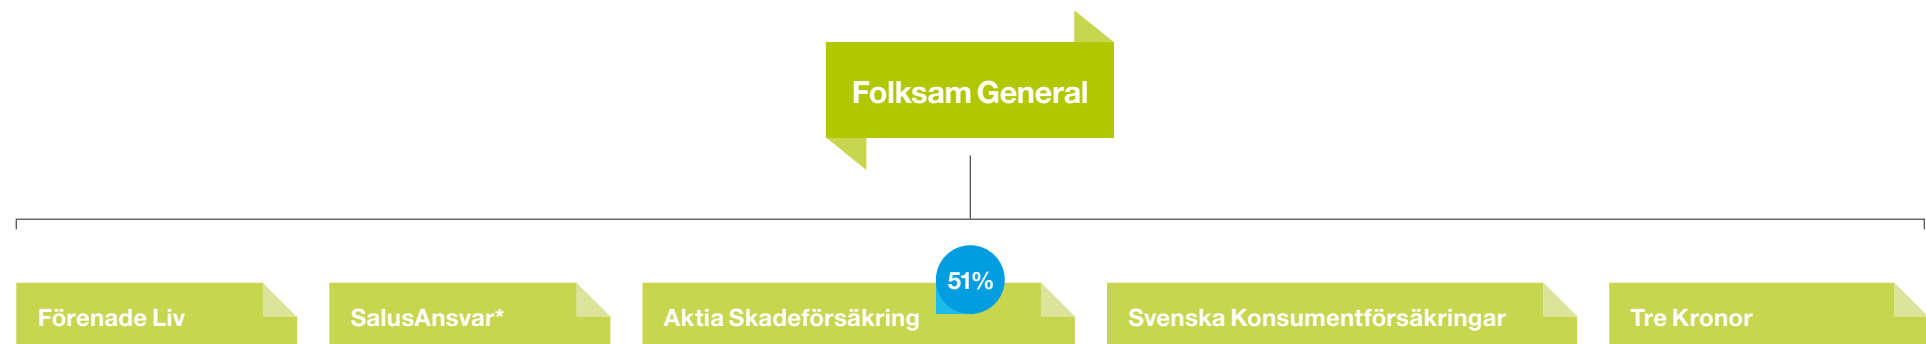 Folksam General
51%
Förenade Liv
SalusAnsvar*
Aktia Skadeförsäkring
Svenska Konsumentförsäkringar
Tre Kronor